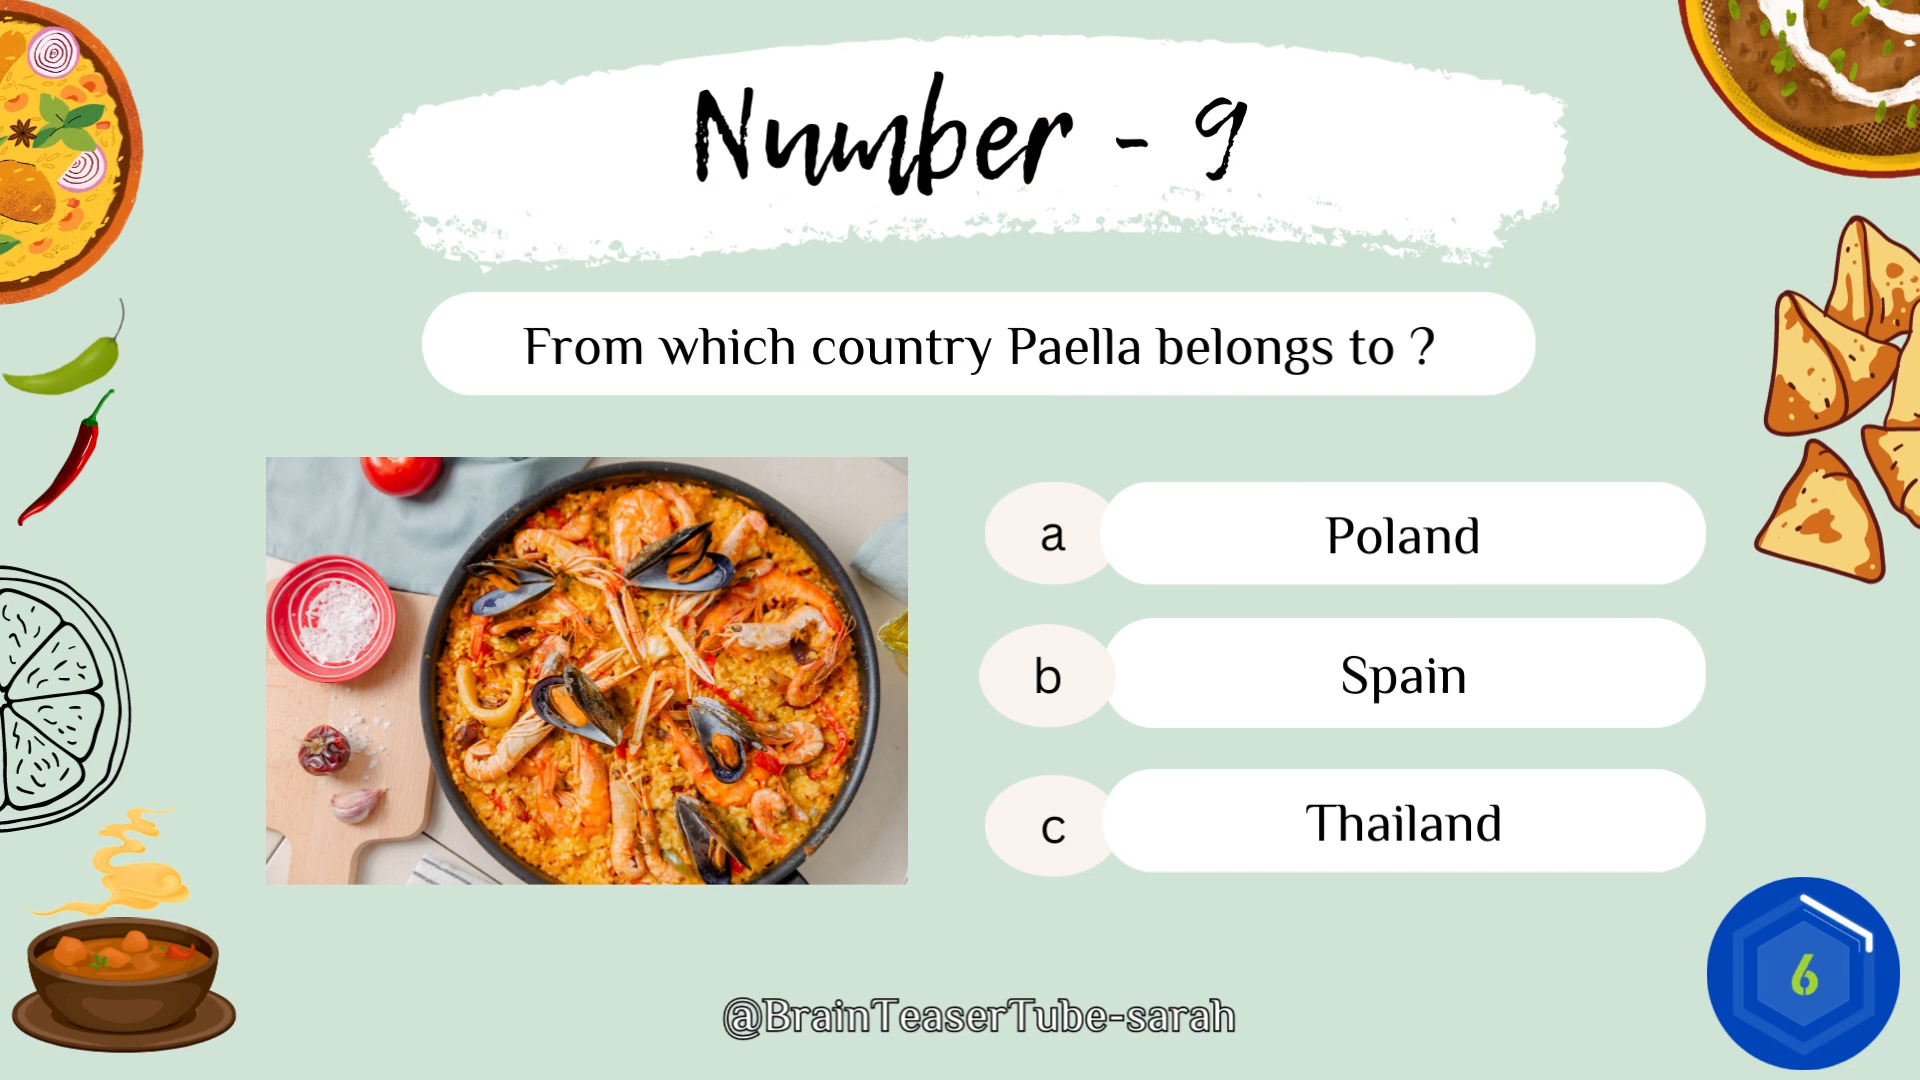 Number - 9
From which country Paella belongs to ?
a
Poland
b
Spain
c
Thailand
6
@BrainTeaserTube-sarah